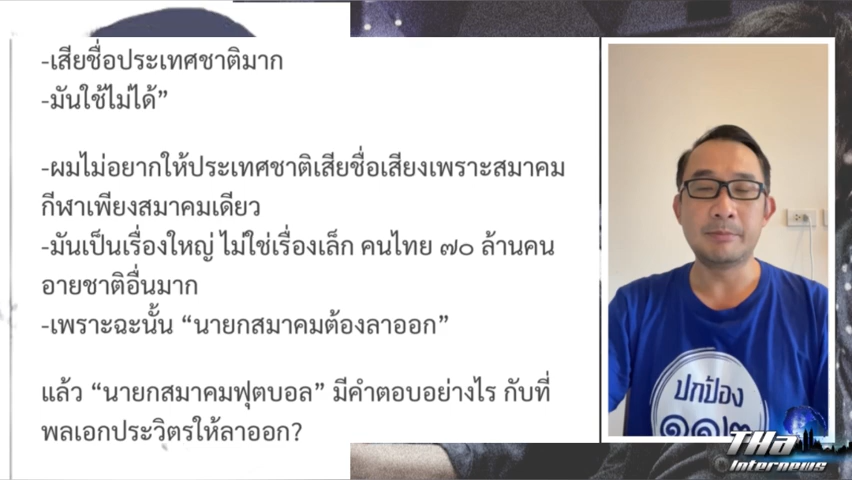 -เสียชื่อประเทศชาติมาก
-มันใช้ไม่ได้”
-ผมไม่อยากให้ประเทศชาติเสียชื่อเสียงเพราะสมาคม
กีฬาเพียงสมาคมเดียว
-มันเป็นเรื่องใหญ่ ไม่ใช่เรื่องเล็ก คนไทย ๗๐ ล้านคน
อายชาติอื่นมาก
-เพราะฉะนั้น “นายกสมาคมต้องลาออก”
แล้ว “นายกสมาคมฟุตบอล” มีคำตอบอย่างไร กับที่
พลเอกประวิตรให้ลาออก?
ปกป้อง
๑๑๒
THa
Internews